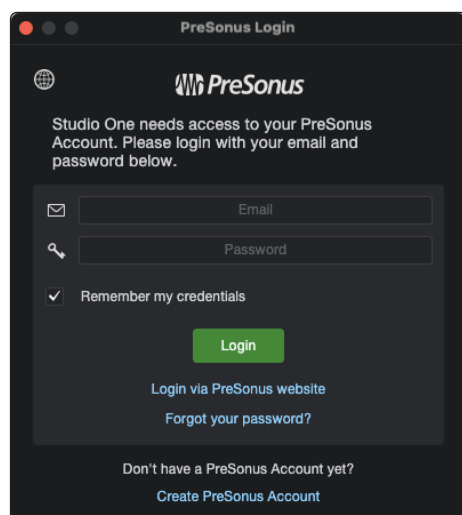 PreSonus Login
PreSonus
Studio One needs access to your PreSonus
Account. Please login with your email and
password below.
Email
Password
Remember my credentials
Login
Login via PreSonus website
Forgot your password?
Don't have a PreSonus Account yet?
Create PreSonus Account